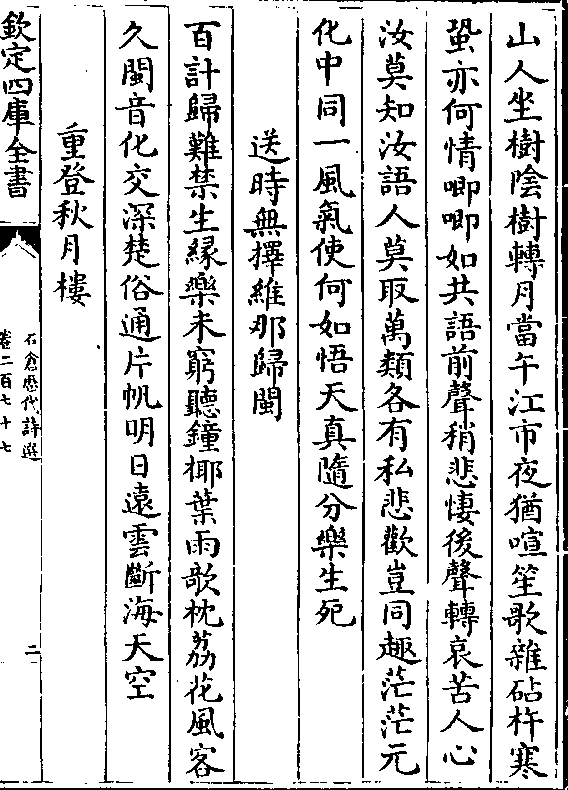 山人坐樹陰樹轉月當午江市夜猶喧笙歌雜砧杵寒
蛩亦何情唧唧如共語前聲稍悲悽後聲轉哀苦人心
汝莫知汝語人莫取萬類各有私悲歡豈同趣茫茫元
化中同一風氣使何如悟天真隨分樂生死
送時無擇維那歸閩
百計歸難禁生緣樂未窮聽鐘椰葉雨歌枕荔花風客
久閩音化交深楚俗通片帆明日遠雲斷海天空
重登秋月樓
欽定四庫全書
石倉歷代詩選
卷二百七十七
二